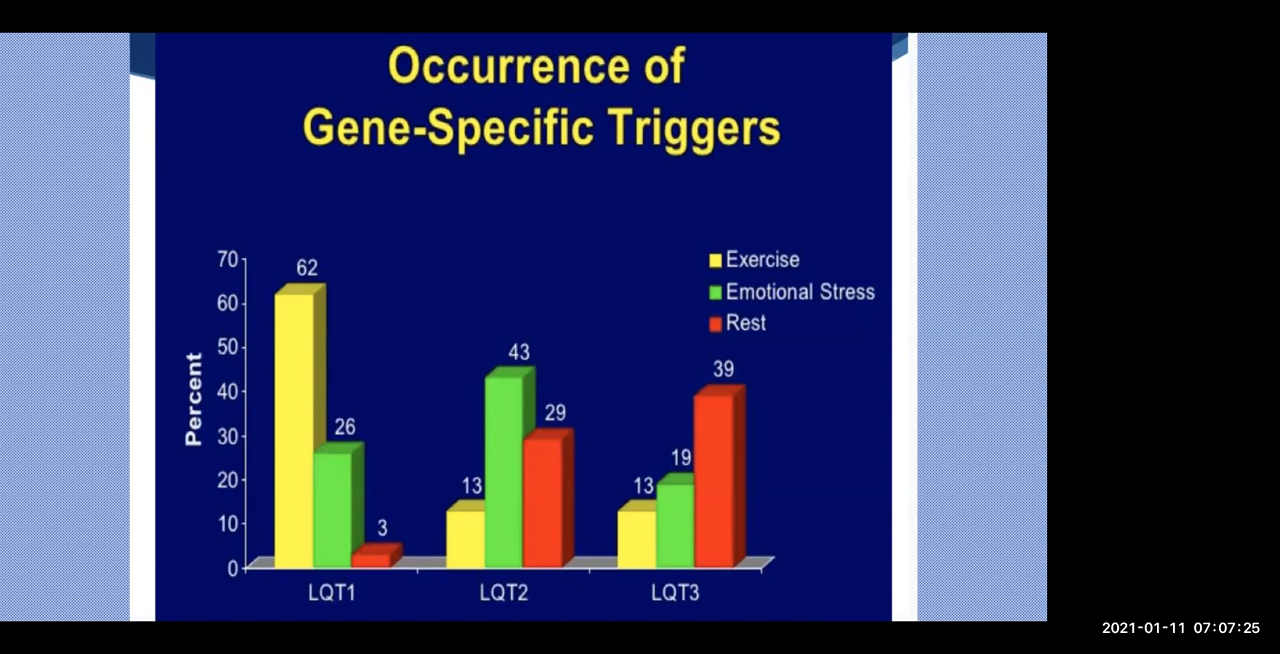 Occurrence of
Gene-Specific Triggers
Exercise
Emotional Stress
Rest
Percent
70
60
50
40
30
20
10
0
62
26
3
13
43
29
13
19
39
LQT1
LQT2
LQT3
2021-01-11 07:07:25